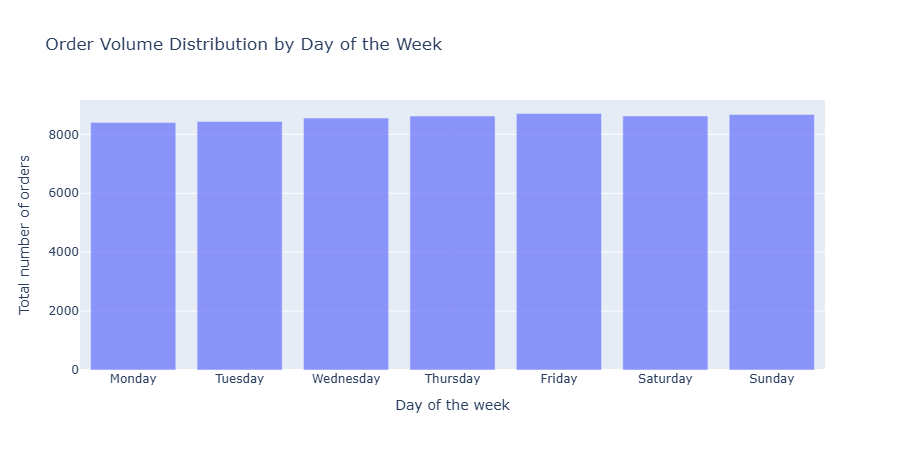 Order Volume Distribution by Day of the Week
Total number of orders
8000
6000
4000
2000
0
Monday Tuesday Wednesday Thursday Friday Saturday Sunday
Day of the week